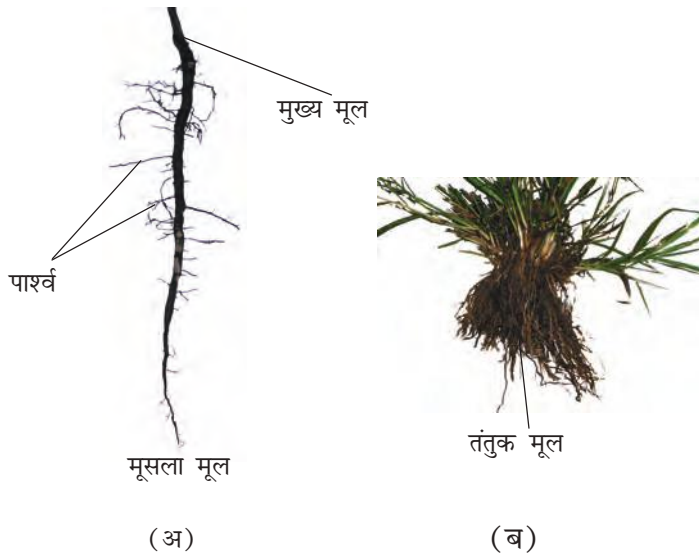 मुख्य मूल
पार्श्व
मूसला मूल
तंतुक मूल
(अ)
(ब)